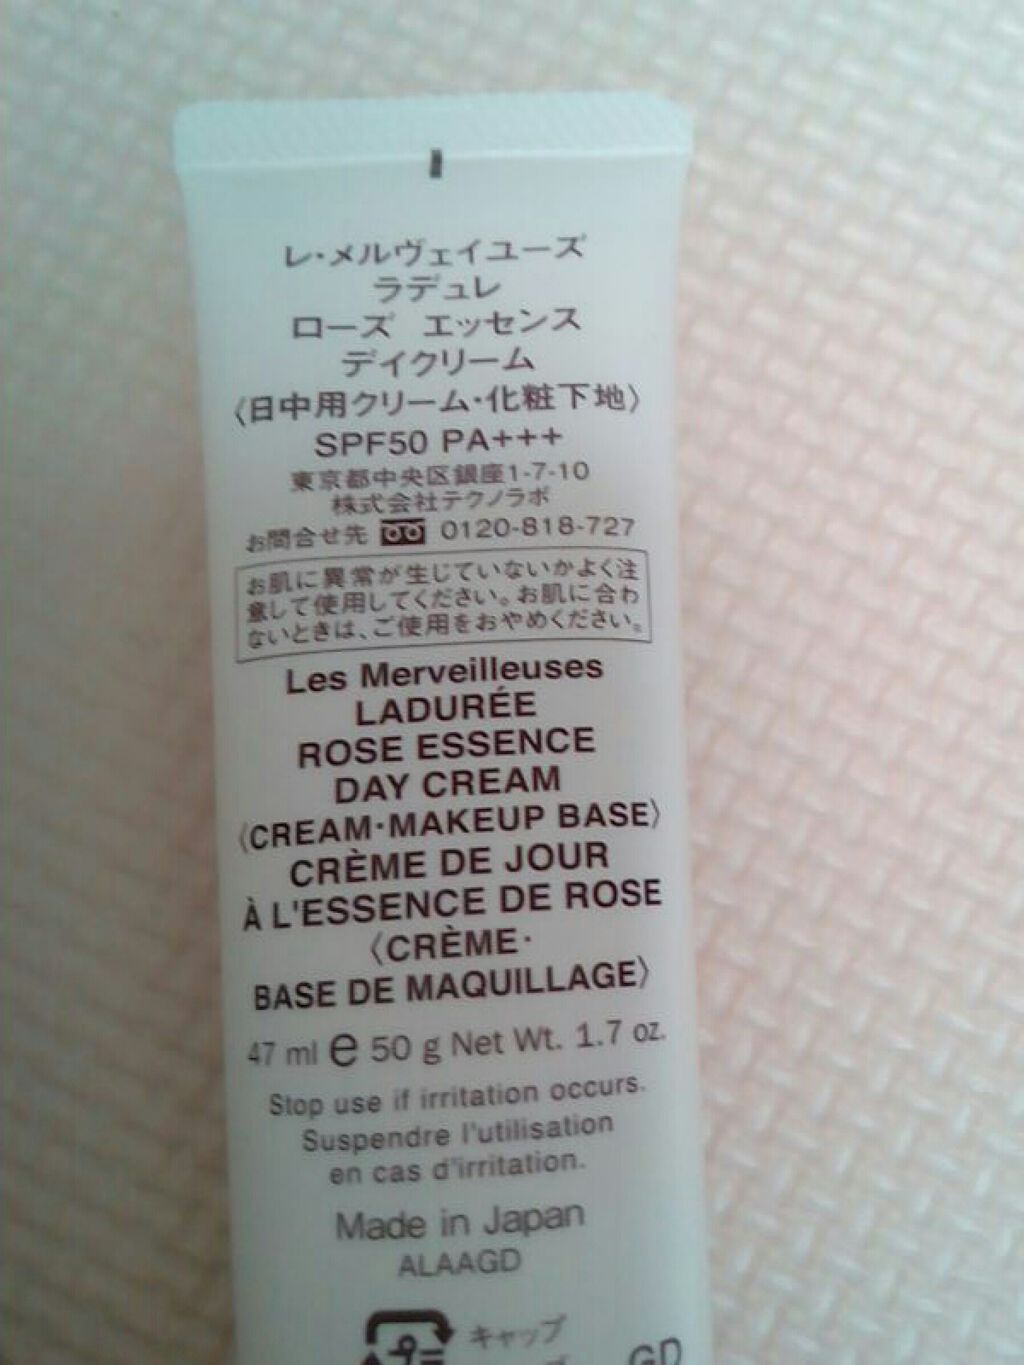 レ・メルヴェイユーズ
ラデュレ
ローズ エッセンス
デイクリーム
〈日中用クリーム・化粧下地〉
SPF50 PA+++
東京都中央区銀座1-7-10
株式会社テクノラボ
お問合せ先 0120-818-727
お肌に異常が生じていないかよく注
意して使用してください。お肌に合わ
ないときは、ご使用をおやめください。
Les Merveilleuses
LADURÉE
ROSE ESSENCE
DAY CREAM
〈CREAM・MAKEUP BASE〉
CRÈME DE JOUR
À L'ESSENCE DE ROSE
〈CRÈME・
BASE DE MAQUILLAGE〉
47 ml e 50 g Net Wt. 1.7 oz.
Stop use if irritation occurs.
Suspendre l'utilisation
en cas d'irritation.
Made in Japan
ALAAGD
キャップ
GD